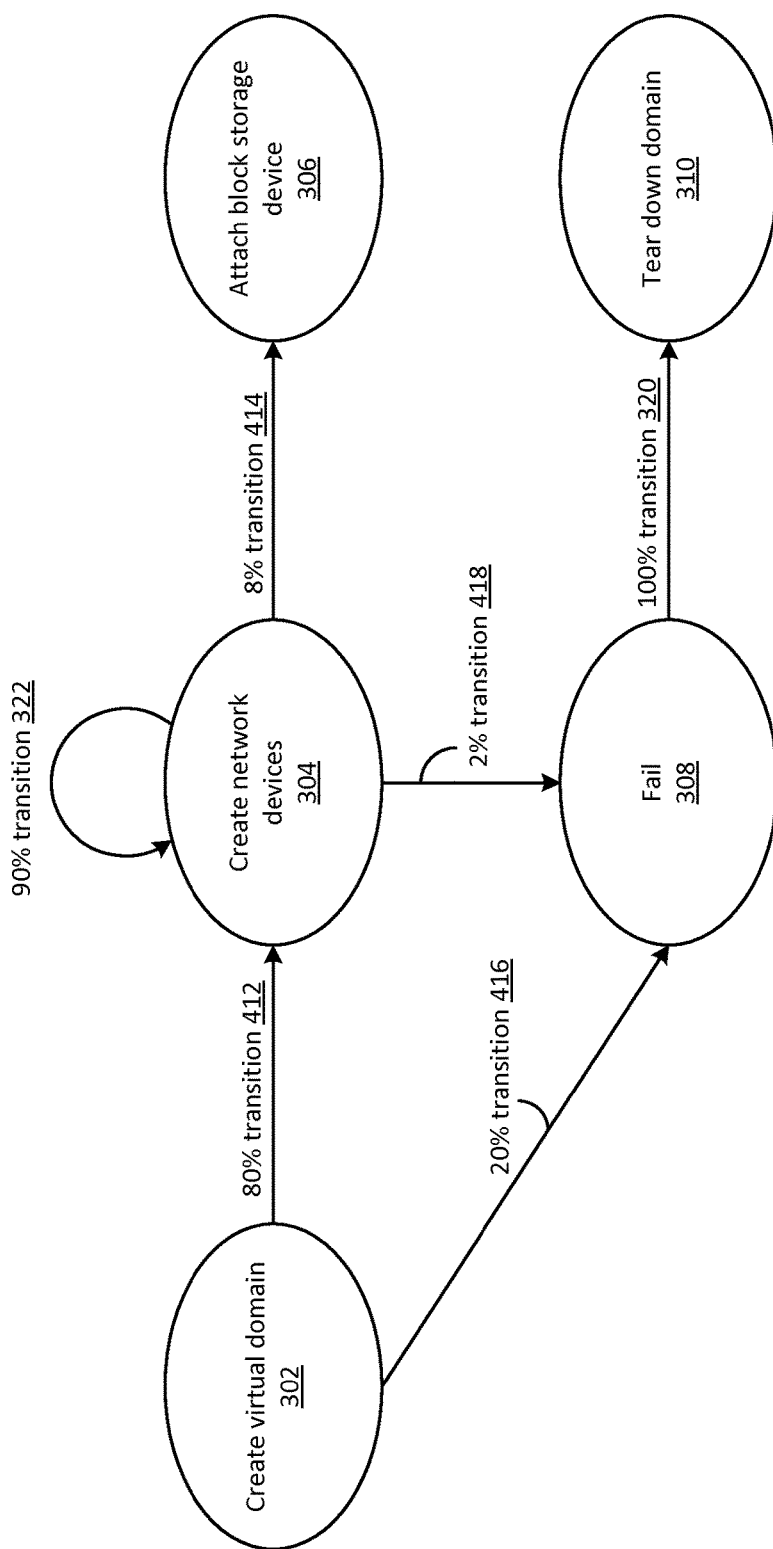 90% transition 322
Create virtual domain
302
80% transition 412
Create network
devices
304
8% transition 414
Attach block storage
device
306
20% transition 416
2% transition 418
Fail
308
100% transition 320
Tear down domain
310